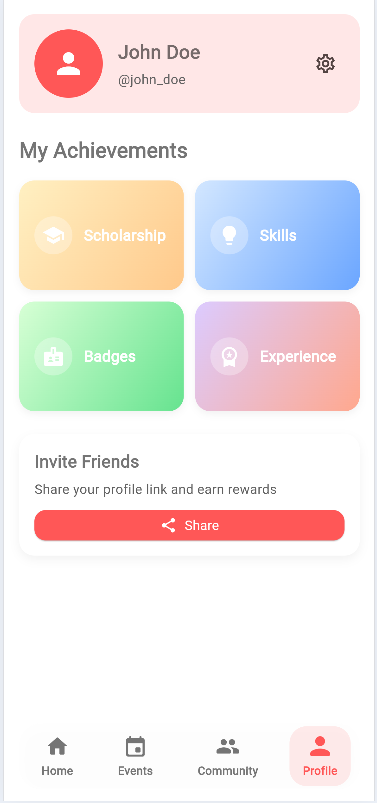 John Doe
@john_doe
My Achievements
Scholarship
Skills
Badges
Experience
Invite Friends
Share your profile link and earn rewards
Share
Home
Events
Community
Profile